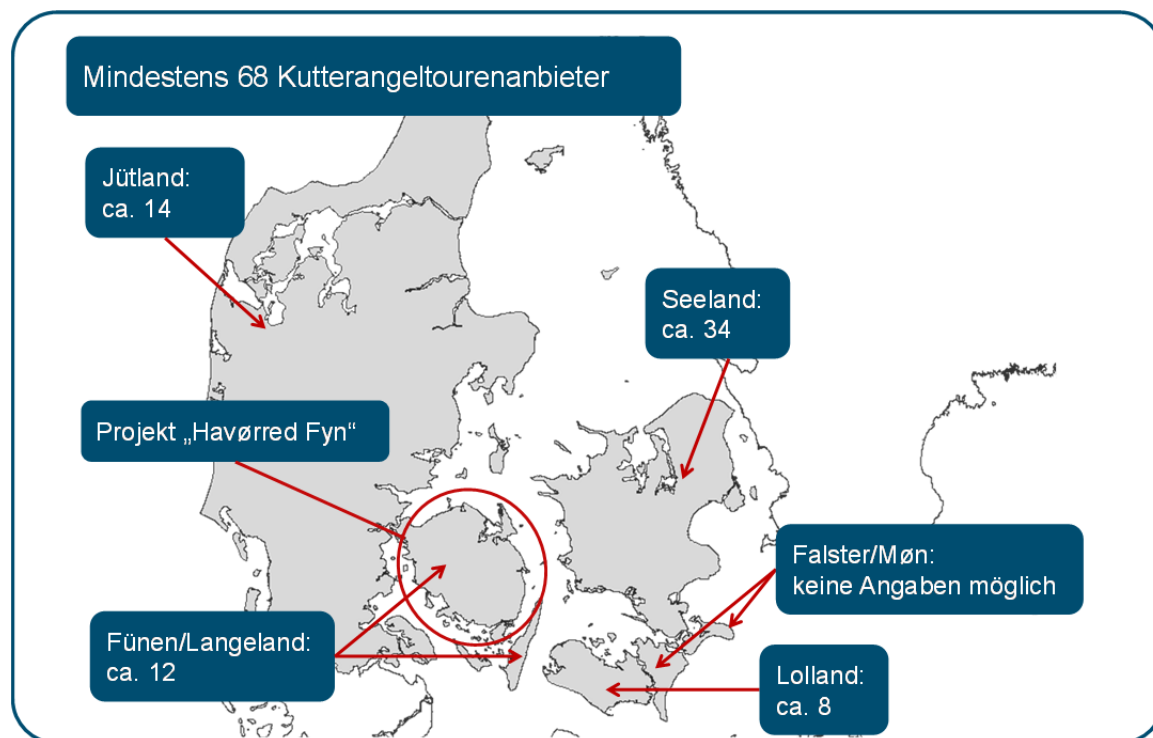 Mindestens 68 Kutterangeltourenanbieter
Jütland:
ca. 14
Seeland:
ca. 34
Projekt „Havørred Fyn“
Falster/Møn:
keine Angaben möglich
Fünen/Langeland:
ca. 12
Lolland:
ca. 8